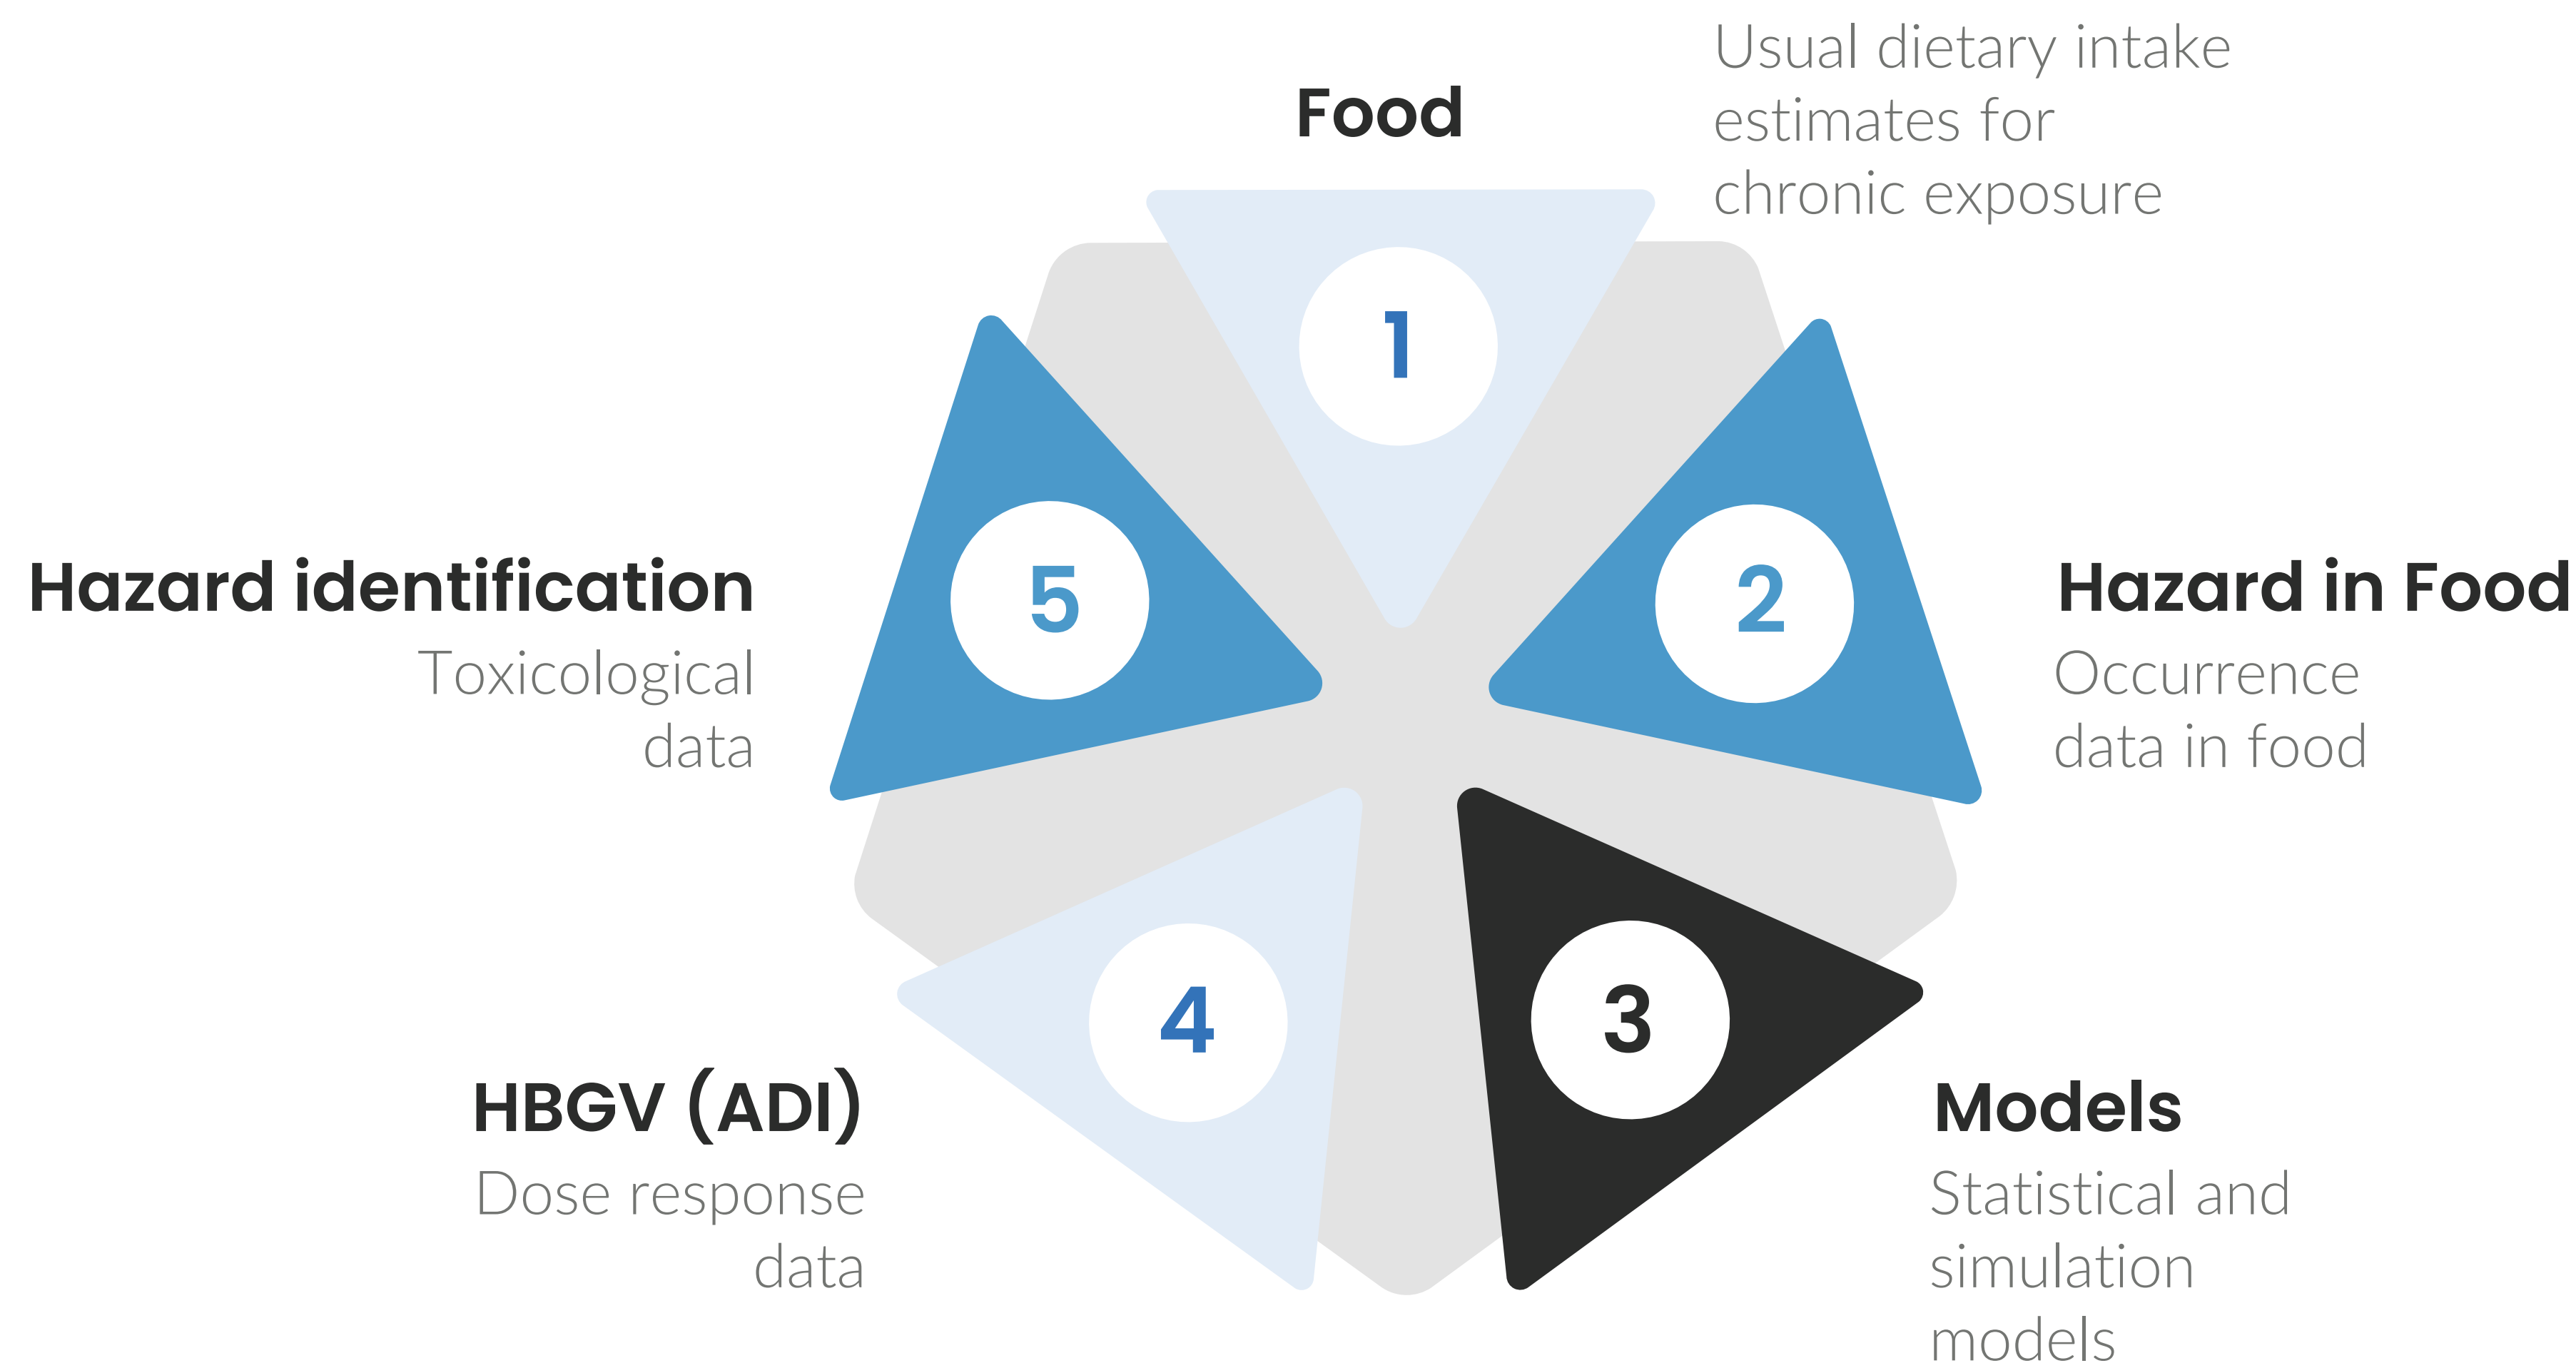 Food
Usual dietary intake
estimates for
chronic exposure
1
2
Hazard in Food
Occurrence
data in food
3
Models
Statistical and
simulation
models
4
HBGV (ADI)
Dose response
data
5
Hazard identification
Toxicological
data